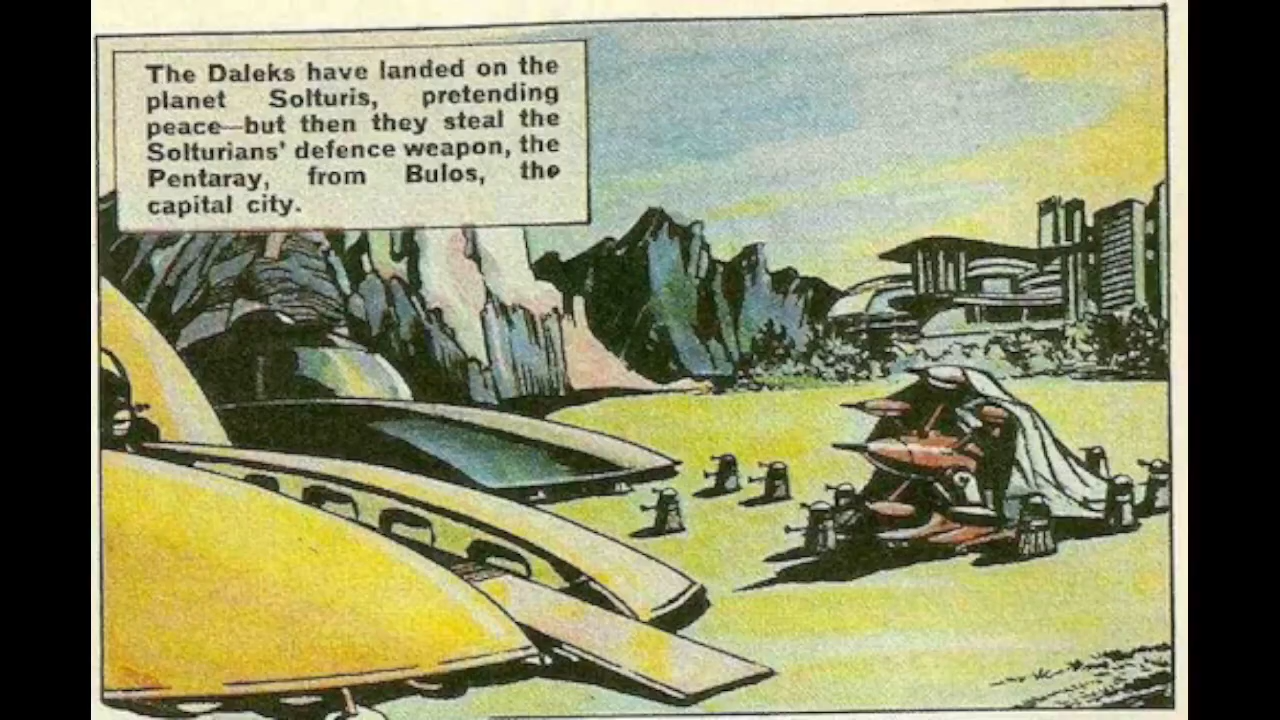 The Daleks have landed on the
planet Solturis, pretending
peace—but then they steal the
Solturians' defence weapon, the
Pentaray, from Bulos, the
capital city.